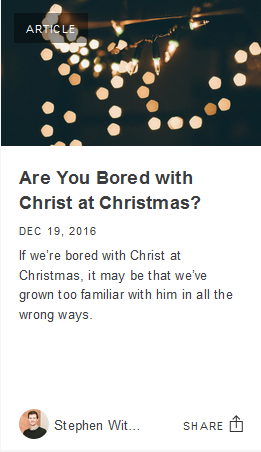 ARTICLE
Are You Bored with
Christ at Christmas?
DEC 19, 2016
If we’re bored with Christ at
Christmas, it may be that we’ve
grown too familiar with him in all the
wrong ways.
Stephen Wit... SHARE